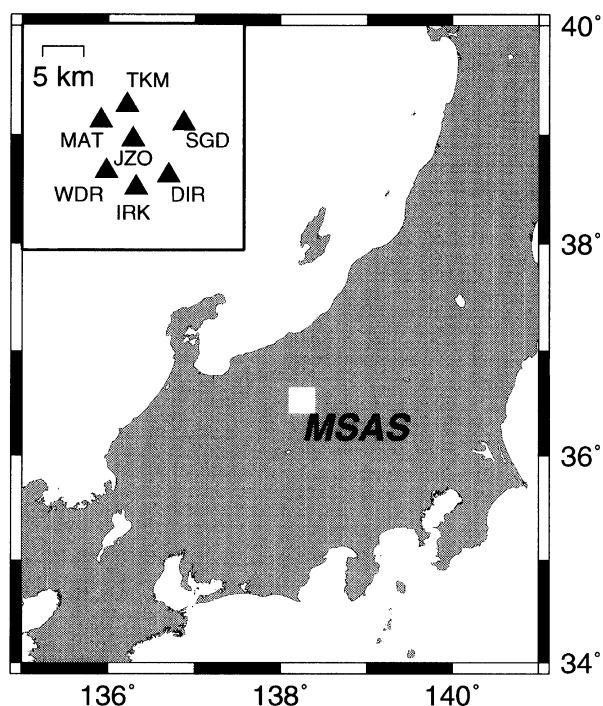 40°
5 km
TKM
MAT
SGD
JZO
WDR
DIR
IRK
38°
MSAS
36°
34°
136°
138°
140°